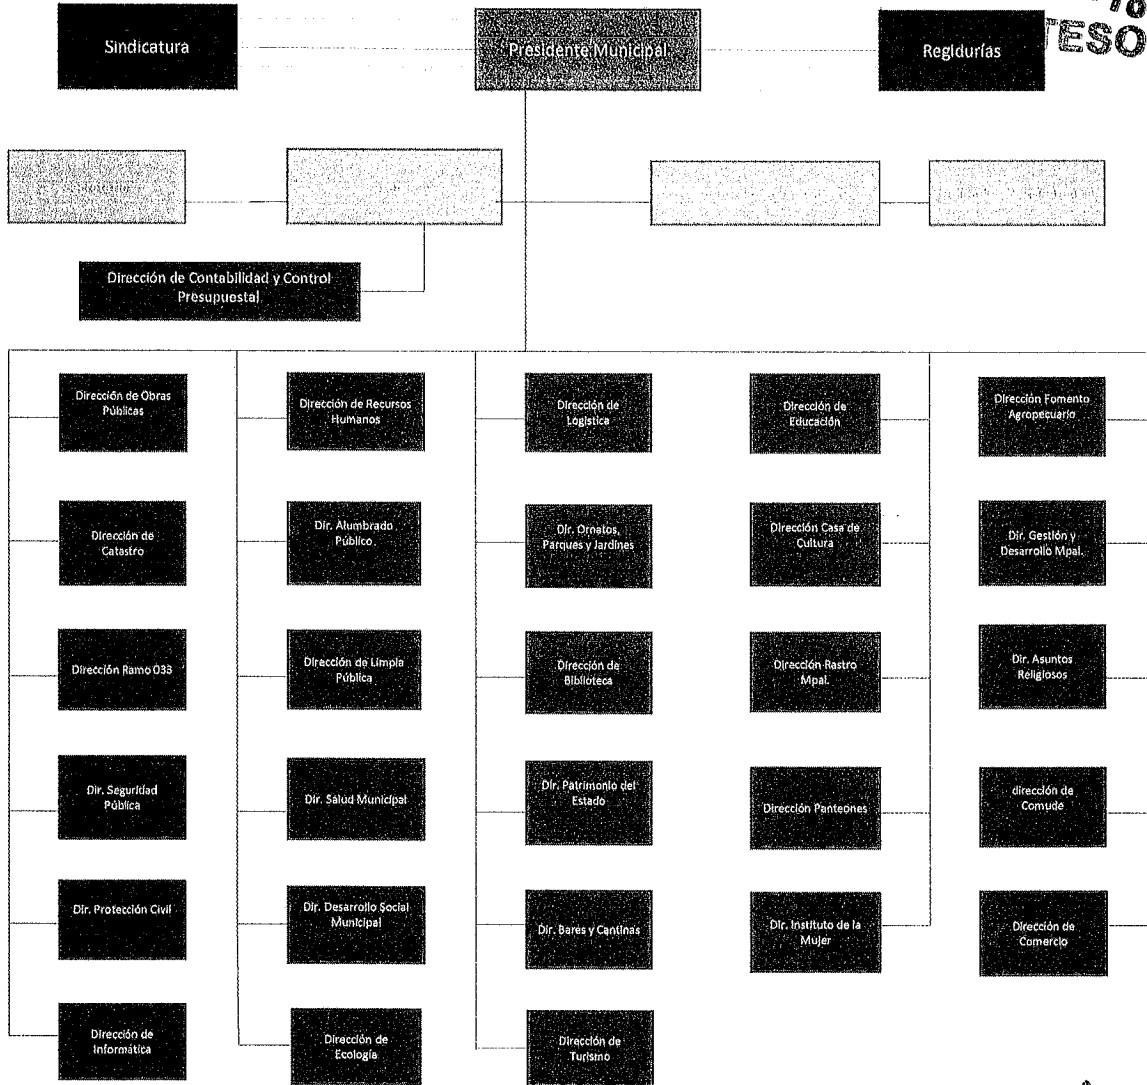 Sindicatura
Presidente Municipal
Regidurías
TESO
Dirección de Contabilidad y Control
Presupuestal
Dirección de Obras
Públicas
Dirección de Recursos
Humanos
Dirección de
Logística
Dirección de
Educación
Dirección Fomento
Agropecuario
Dirección de
Catastro
Dir. Alumbrado
Público
Dir. Ornatos,
Parques y Jardines
Dirección Casa de
Cultura
Dir. Gestión y
Desarrollo Mpal.
Dirección Ramo 033
Dirección de Limpia
Pública
Dirección de
Biblioteca
Dirección Rastro
Mpal.
Dir. Asuntos
Religiosos
Dir. Seguridad
Pública
Dir. Salud Municipal
Dir. Patrimonio del
Estado
Dirección Panteones
dirección de
Comude
Dir. Protección Civil
Dir. Desarrollo Social
Municipal
Dir. Bares y Cantinas
Dir. Instituto de la
Mujer
Dirección de
Comercio
Dirección de
Informática
Dirección de
Ecología
Dirección de
Turismo